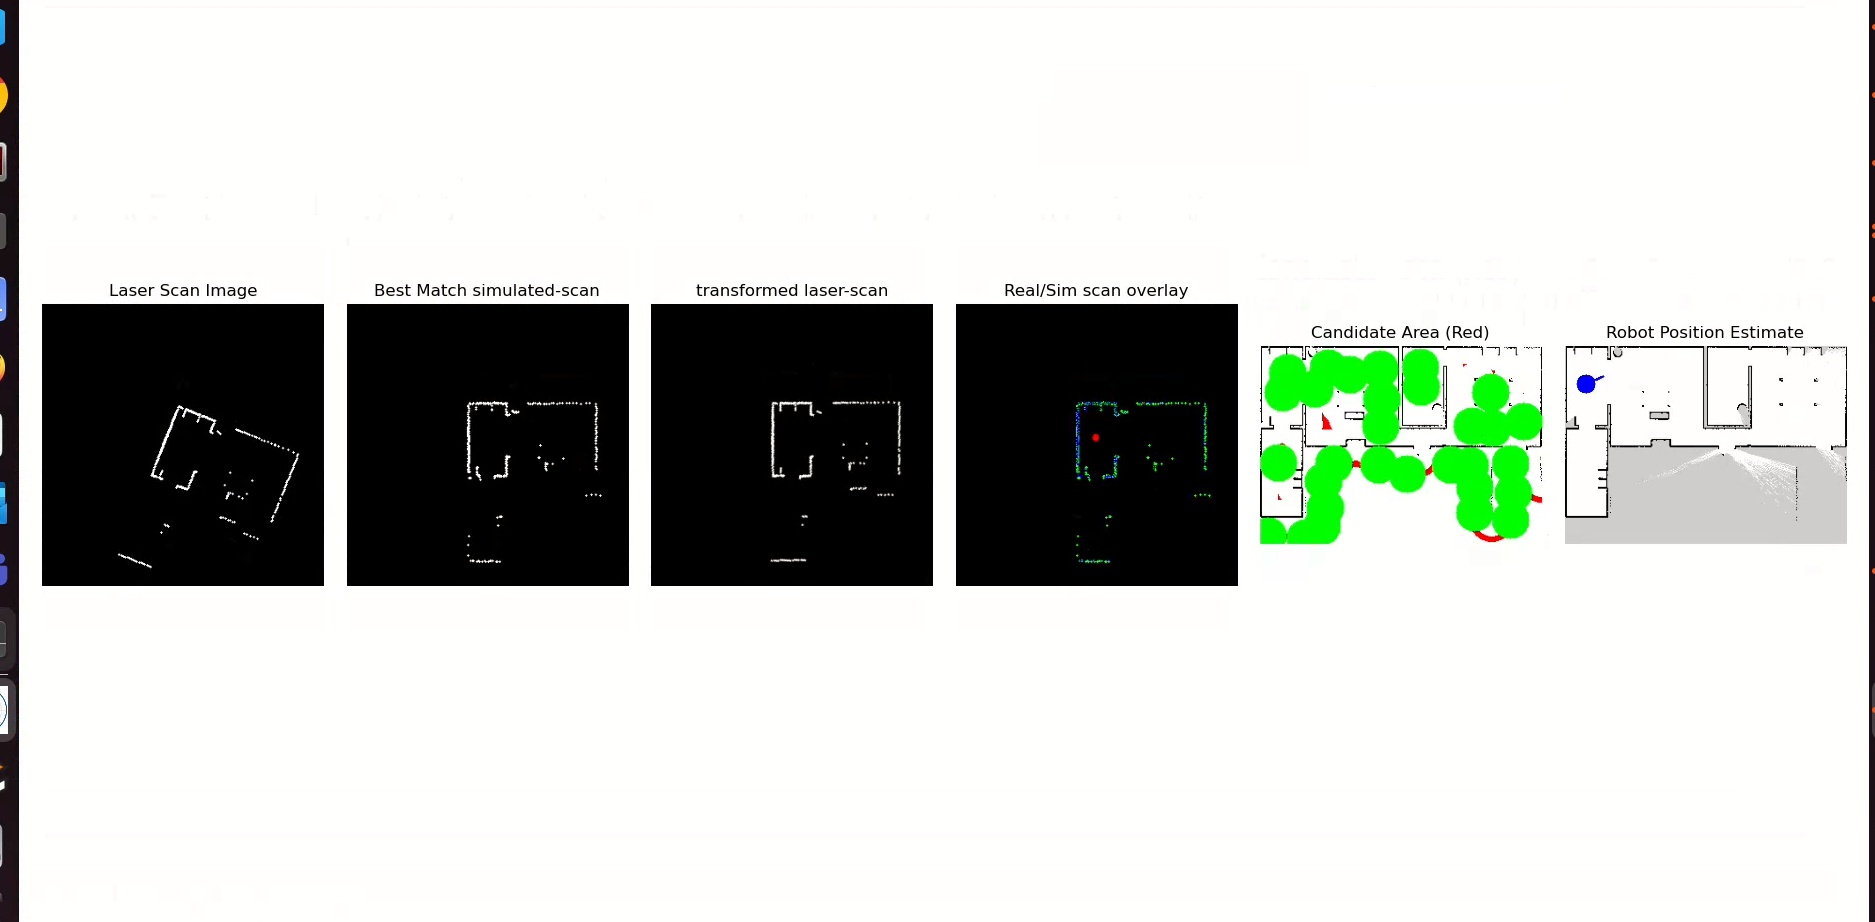 Laser Scan Image
Best Match simulated-scan
transformed laser-scan
Real/Sim scan overlay
Candidate Area (Red)
Robot Position Estimate